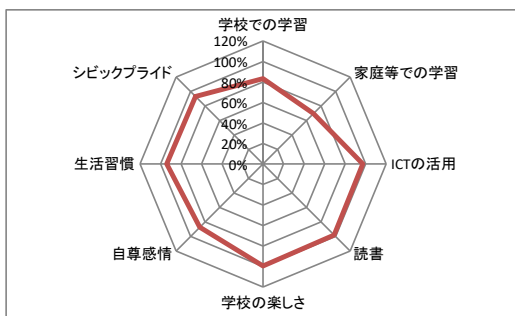 学校での学習
120%
100%
80%
60%
40%
20%
0%
家庭等での学習
ICTの活用
読書
学校の楽しさ
自尊感情
生活習慣
シビックプライド